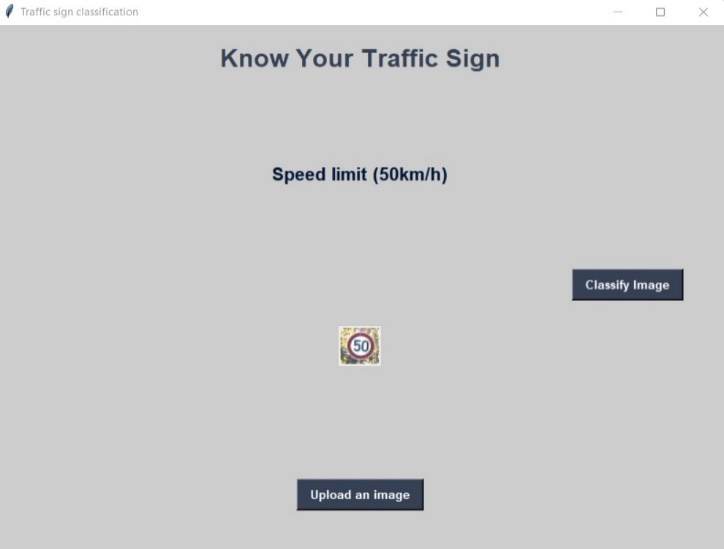 Traffic sign classification
Know Your Traffic Sign
Speed limit (50km/h)
Classify Image
50
Upload an image